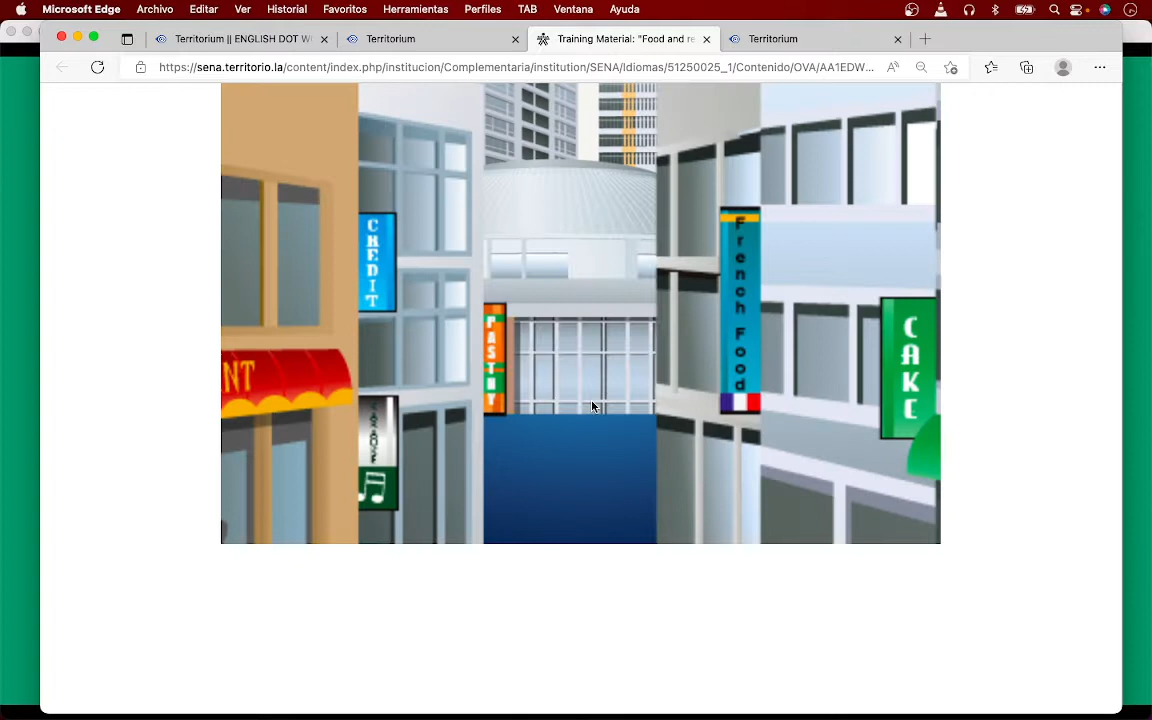 Microsoft Edge Archivo Editar Ver Historial Favoritos Herramientas Perfiles TAB Ventana Ayuda
Territorium || ENGLISH DOT W
Territorium
Training Material: "Food and re
Territorium
https://sena.territorio.la/content/index.php/institucion/Complementaria/institution/SENA/Idiomas/51250025_1/Contenido/OVA/AA1EDW...
CREDIT
French Food
PASTRY
CAKE
NT